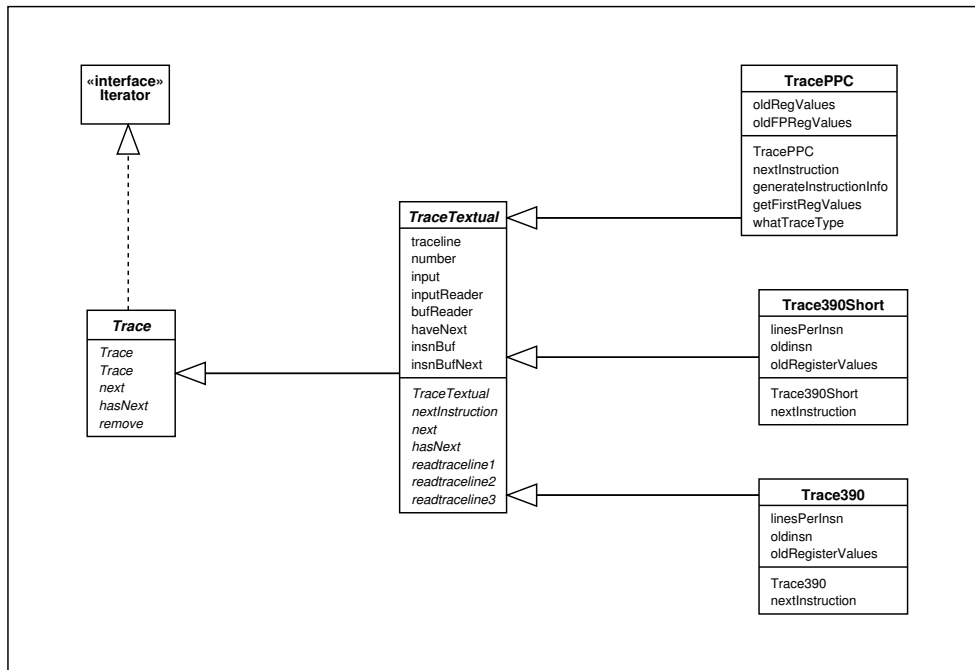 «interface»
Iterator
Trace
Trace
Trace
next
hasNext
remove
TraceTextual
traceline
number
input
inputReader
bufReader
haveNext
insnBuf
insnBufNext
TraceTextual
nextInstruction
next
hasNext
readtraceline1
readtraceline2
readtraceline3
TracePPC
oldRegValues
oldFPRegValues
TracePPC
nextInstruction
generateInstructionInfo
getFirstRegValues
whatTraceType
Trace390Short
linesPerInsn
oldinsn
oldRegisterValues
Trace390Short
nextInstruction
Trace390
linesPerInsn
oldinsn
oldRegisterValues
Trace390
nextInstruction